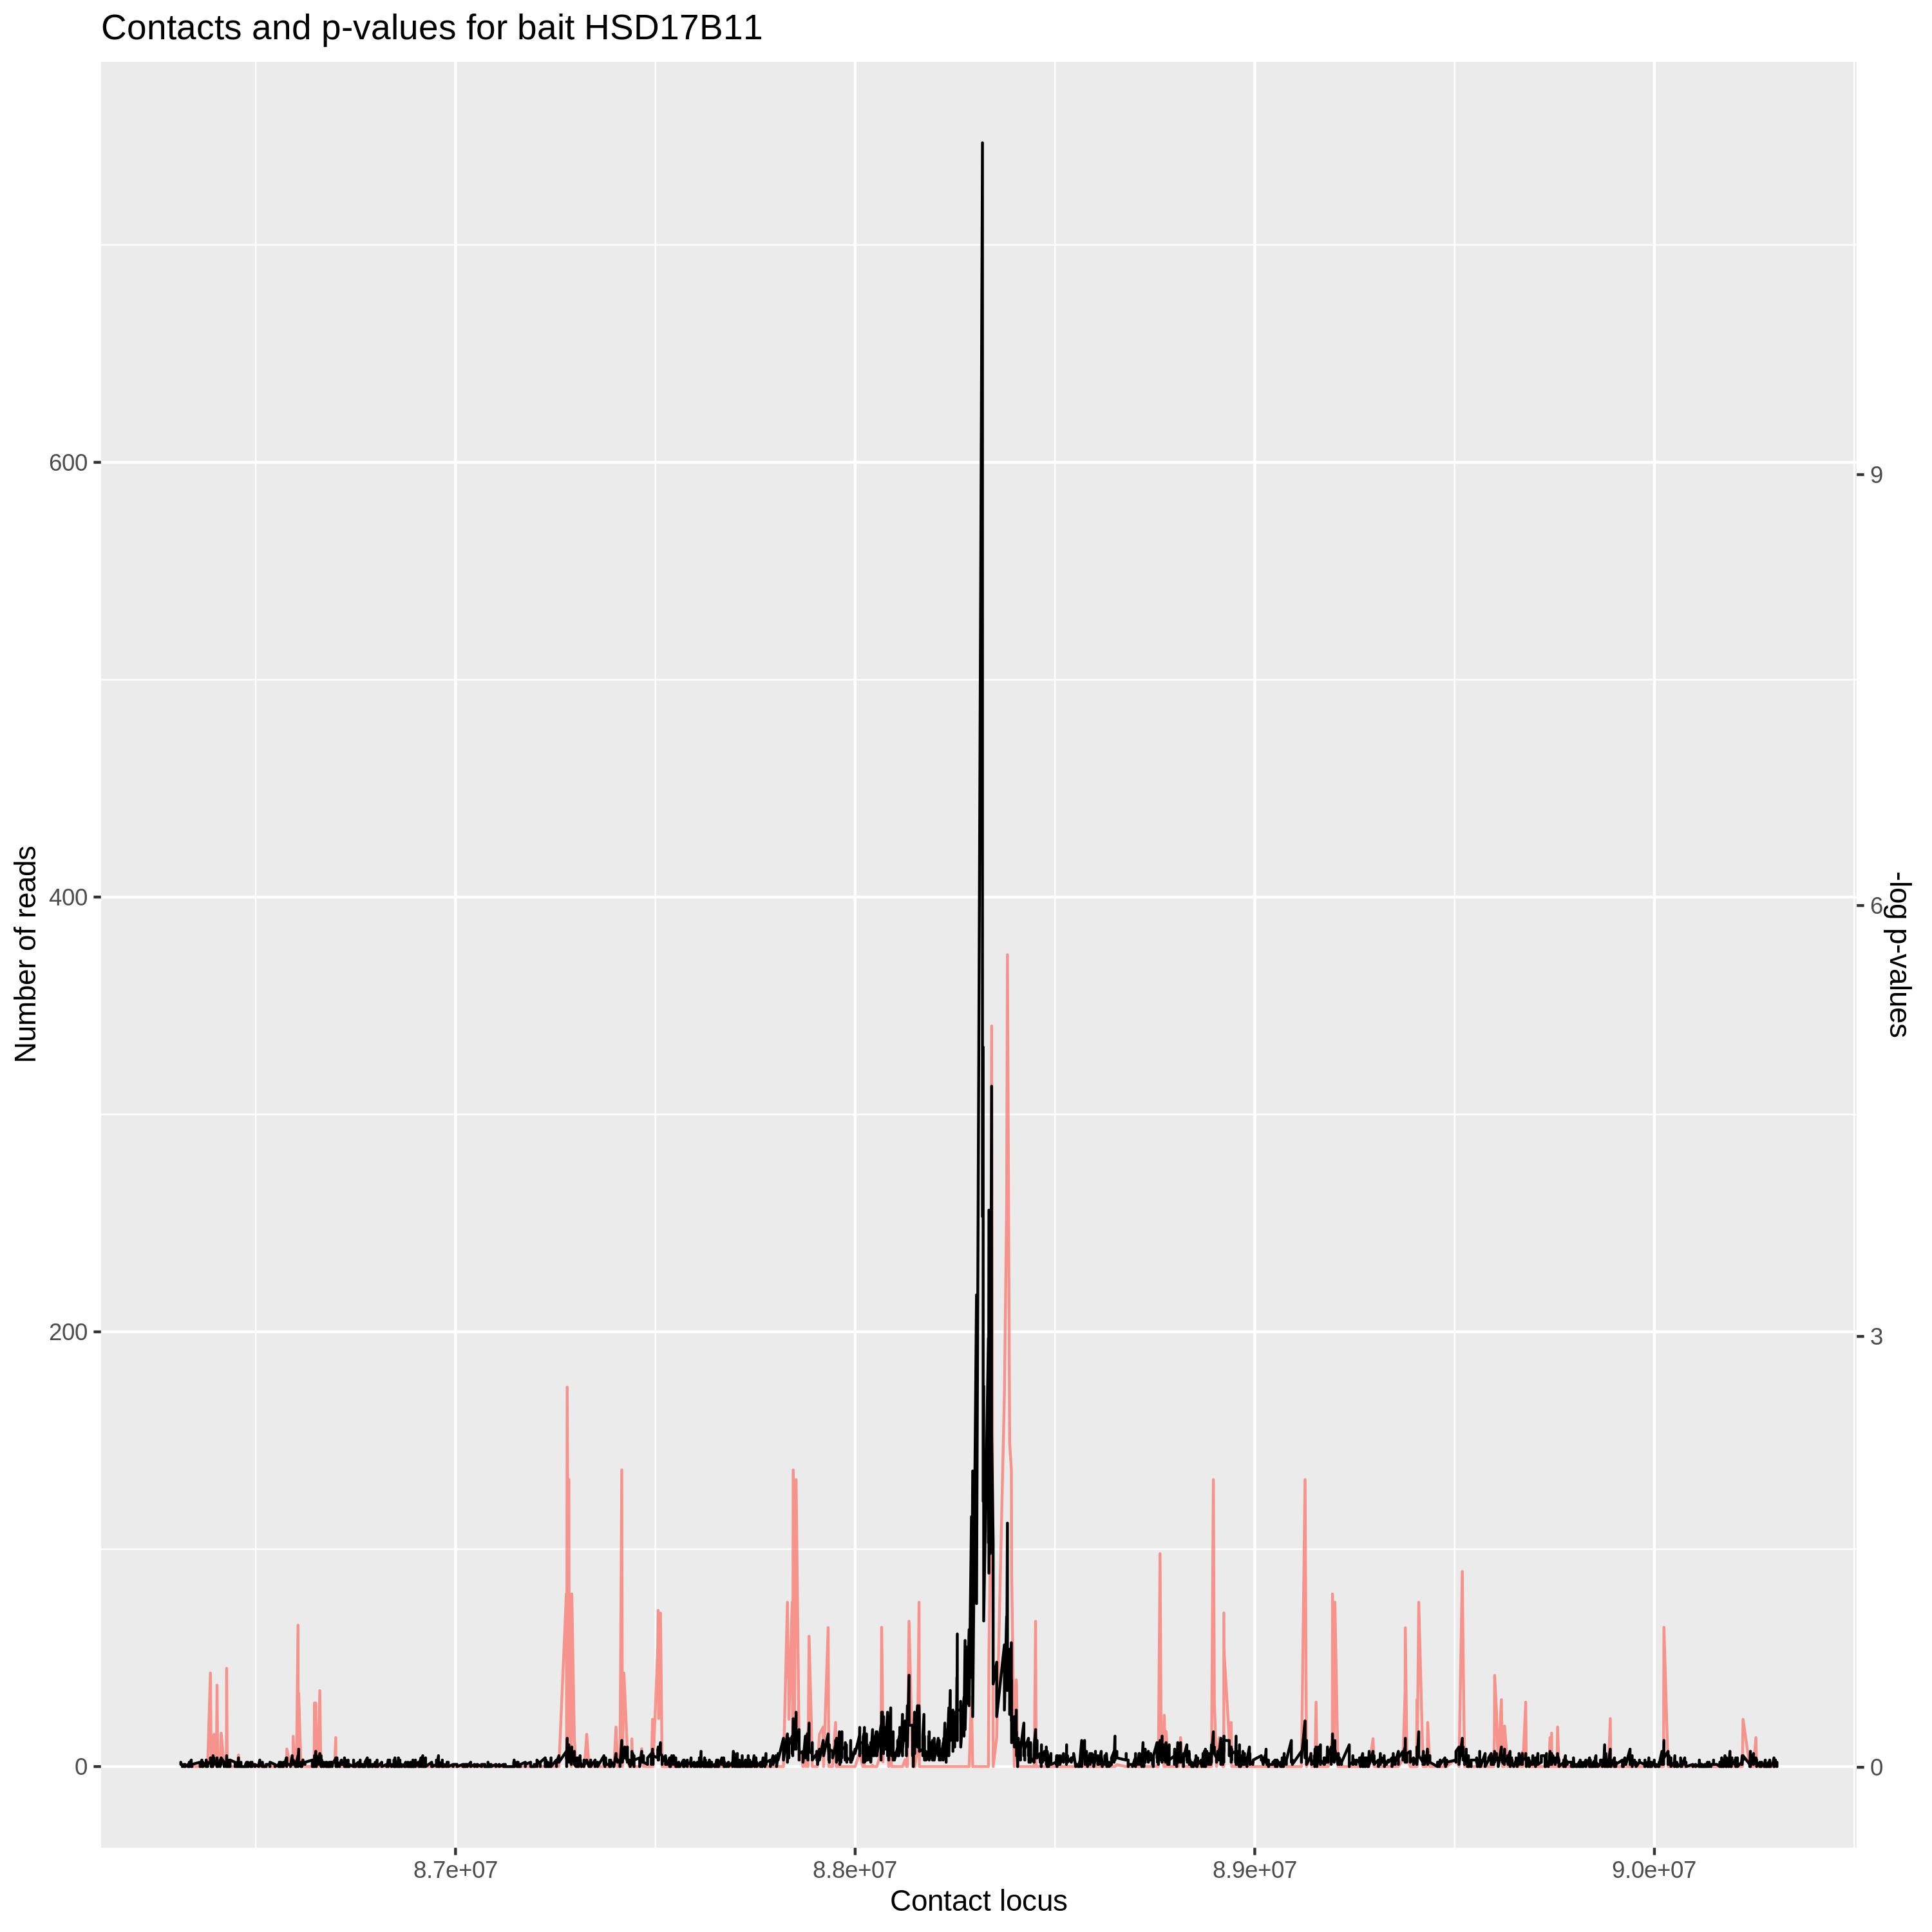 Contacts and p-values for bait HSD17B11
Number of reads
600
400
200
0
9
6
3
0
-log p-values
8.7e+07
8.8e+07
8.9e+07
9.0e+07
Contact locus